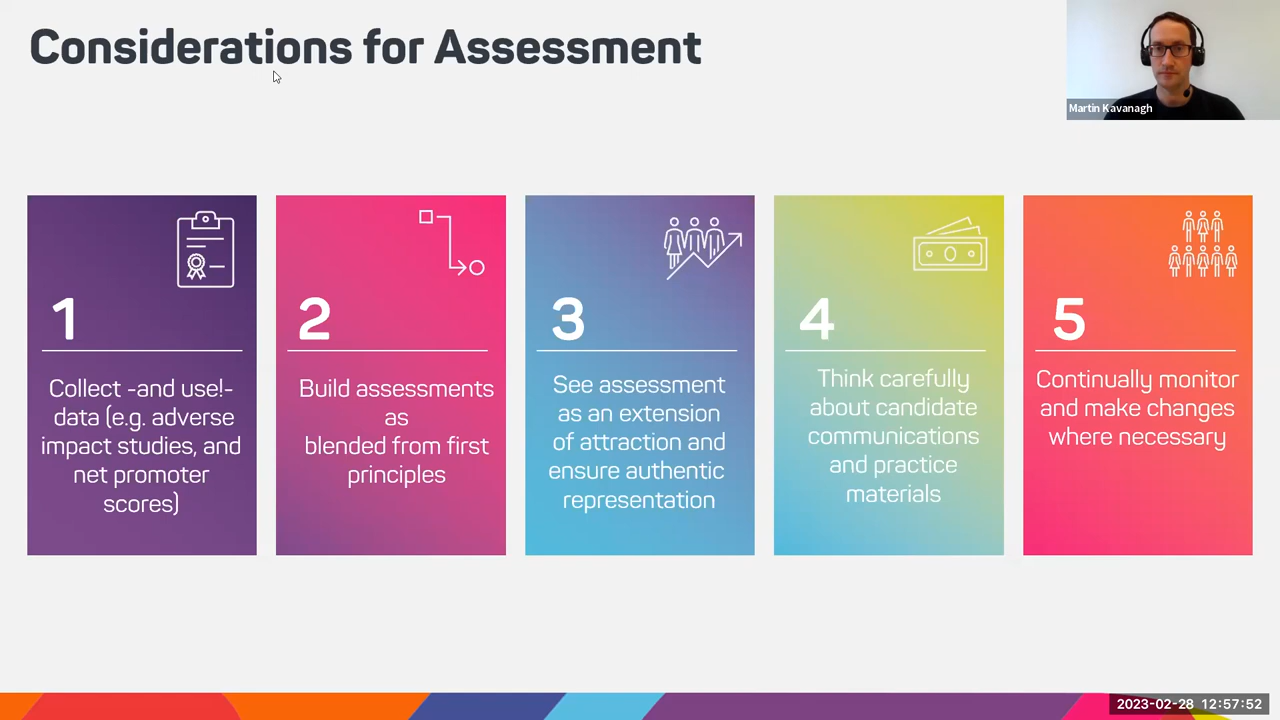 Considerations for Assessment
Martin Kavanagh
1
Collect -and use!-
data (e.g. adverse
impact studies, and
net promoter
scores)
2
Build assessments
as
blended from first
principles
3
See assessment
as an extension
of attraction and
ensure authentic
representation
4
Think carefully
about candidate
communications
and practice
materials
5
Continually monitor
and make changes
where necessary
2023-02-28 12:57:52